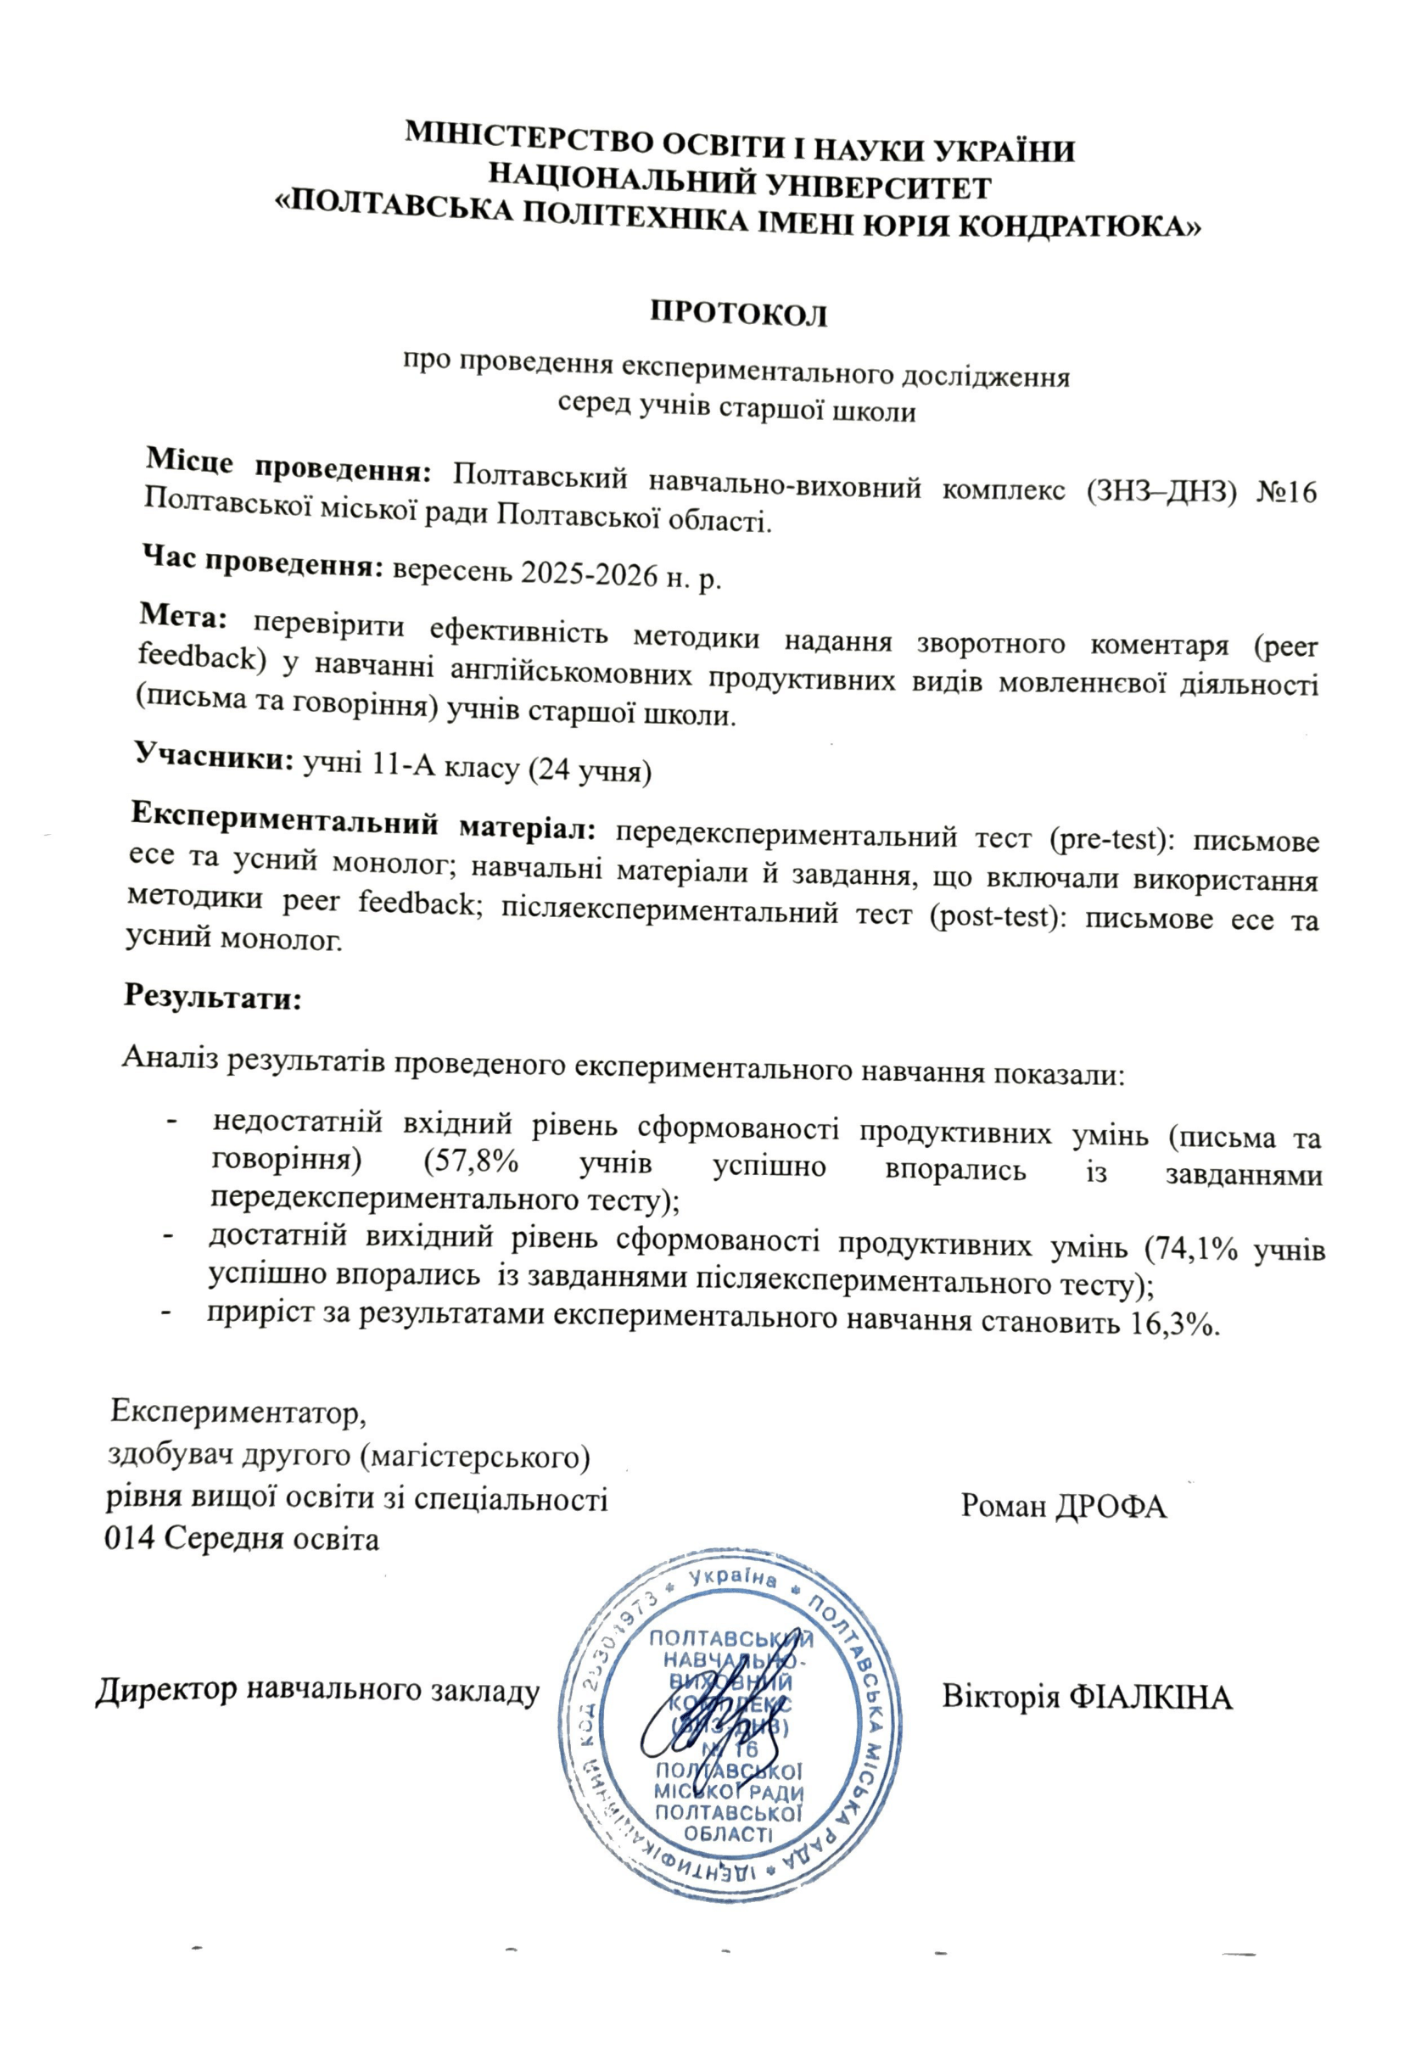 МІНІСТЕРСТВО ОСВІТИ І НАУКИ УКРАЇНИ
НАЦІОНАЛЬНИЙ УНІВЕРСИТЕТ
«ПОЛТАВСЬКА ПОЛІТЕХНІКА ІМЕНІ ЮРІЯ КОНДРАТЮКА»
ПРОТОКОЛ
про проведення експериментального дослідження
серед учнів старшої школи
Місце проведення: Полтавський навчально-виховний комплекс (ЗНЗ–ДНЗ) №16
Полтавської міської ради Полтавської області.
Час проведення: вересень 2025-2026 н. р.
Мета: перевірити ефективність методики надання зворотного коментаря (peer
feedback) у навчанні англійськомовних продуктивних видів мовленнєвої діяльності
(письма та говоріння) учнів старшої школи.
Учасники: учні 11-А класу (24 учня)
Експериментальний матеріал: передекспериментальний тест (pre-test): письмове
есе та усний монолог; навчальні матеріали й завдання, що включали використання
методики peer feedback; післяекспериментальний тест (post-test): письмове есе та
усний монолог.
Результати:
Аналіз результатів проведеного експериментального навчання показали:
- недостатній вхідний рівень сформованості продуктивних умінь (письма та
говоріння) (57,8% учнів успішно впорались із завданнями
передекспериментального тесту);
- достатній вихідний рівень сформованості продуктивних умінь (74,1% учнів
успішно впорались із завданнями післяекспериментального тесту);
- приріст за результатами експериментального навчання становить 16,3%.
Експериментатор,
здобувач другого (магістерського)
рівня вищої освіти зі спеціальності
014 Середня освіта
Роман ДРОФА
Директор навчального закладу
Вікторія ФІАЛКІНА
Україна * ПОЛТАВСЬКА МІСЬКА РАДА * ІДЕНТИФІКАЦІЙНИЙ КОД
ПОЛТАВСЬКИЙ
НАВЧАЛЬНО-
ВИХОВНИЙ
КОМПЛЕКС
(ЗНЗ-ДНЗ)
№ 16
ПОЛТАВСЬКОЇ
МІСЬКОЇ РАДИ
ПОЛТАВСЬКОЇ
ОБЛАСТІ